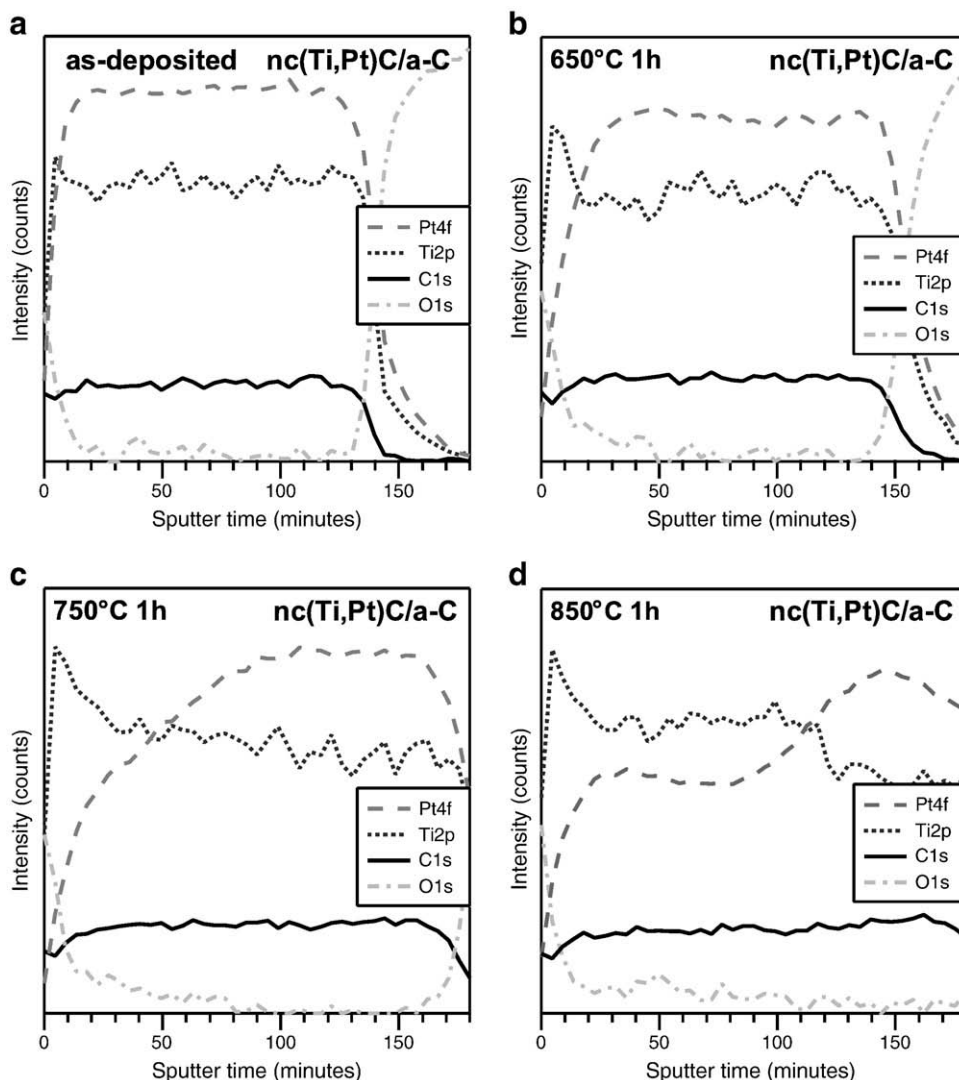 a
as-deposited nc(Ti,Pt)C/a-C
Intensity (counts)
Pt4f
Ti2p
C1s
O1s
0 50 100 150
Sputter time (minutes)
b
650°C 1h nc(Ti,Pt)C/a-C
Intensity (counts)
Pt4f
Ti2p
C1s
O1s
0 50 100 150
Sputter time (minutes)
c
750°C 1h nc(Ti,Pt)C/a-C
Intensity (counts)
Pt4f
Ti2p
C1s
O1s
0 50 100 150
Sputter time (minutes)
d
850°C 1h nc(Ti,Pt)C/a-C
Intensity (counts)
Pt4f
Ti2p
C1s
O1s
0 50 100 150
Sputter time (minutes)